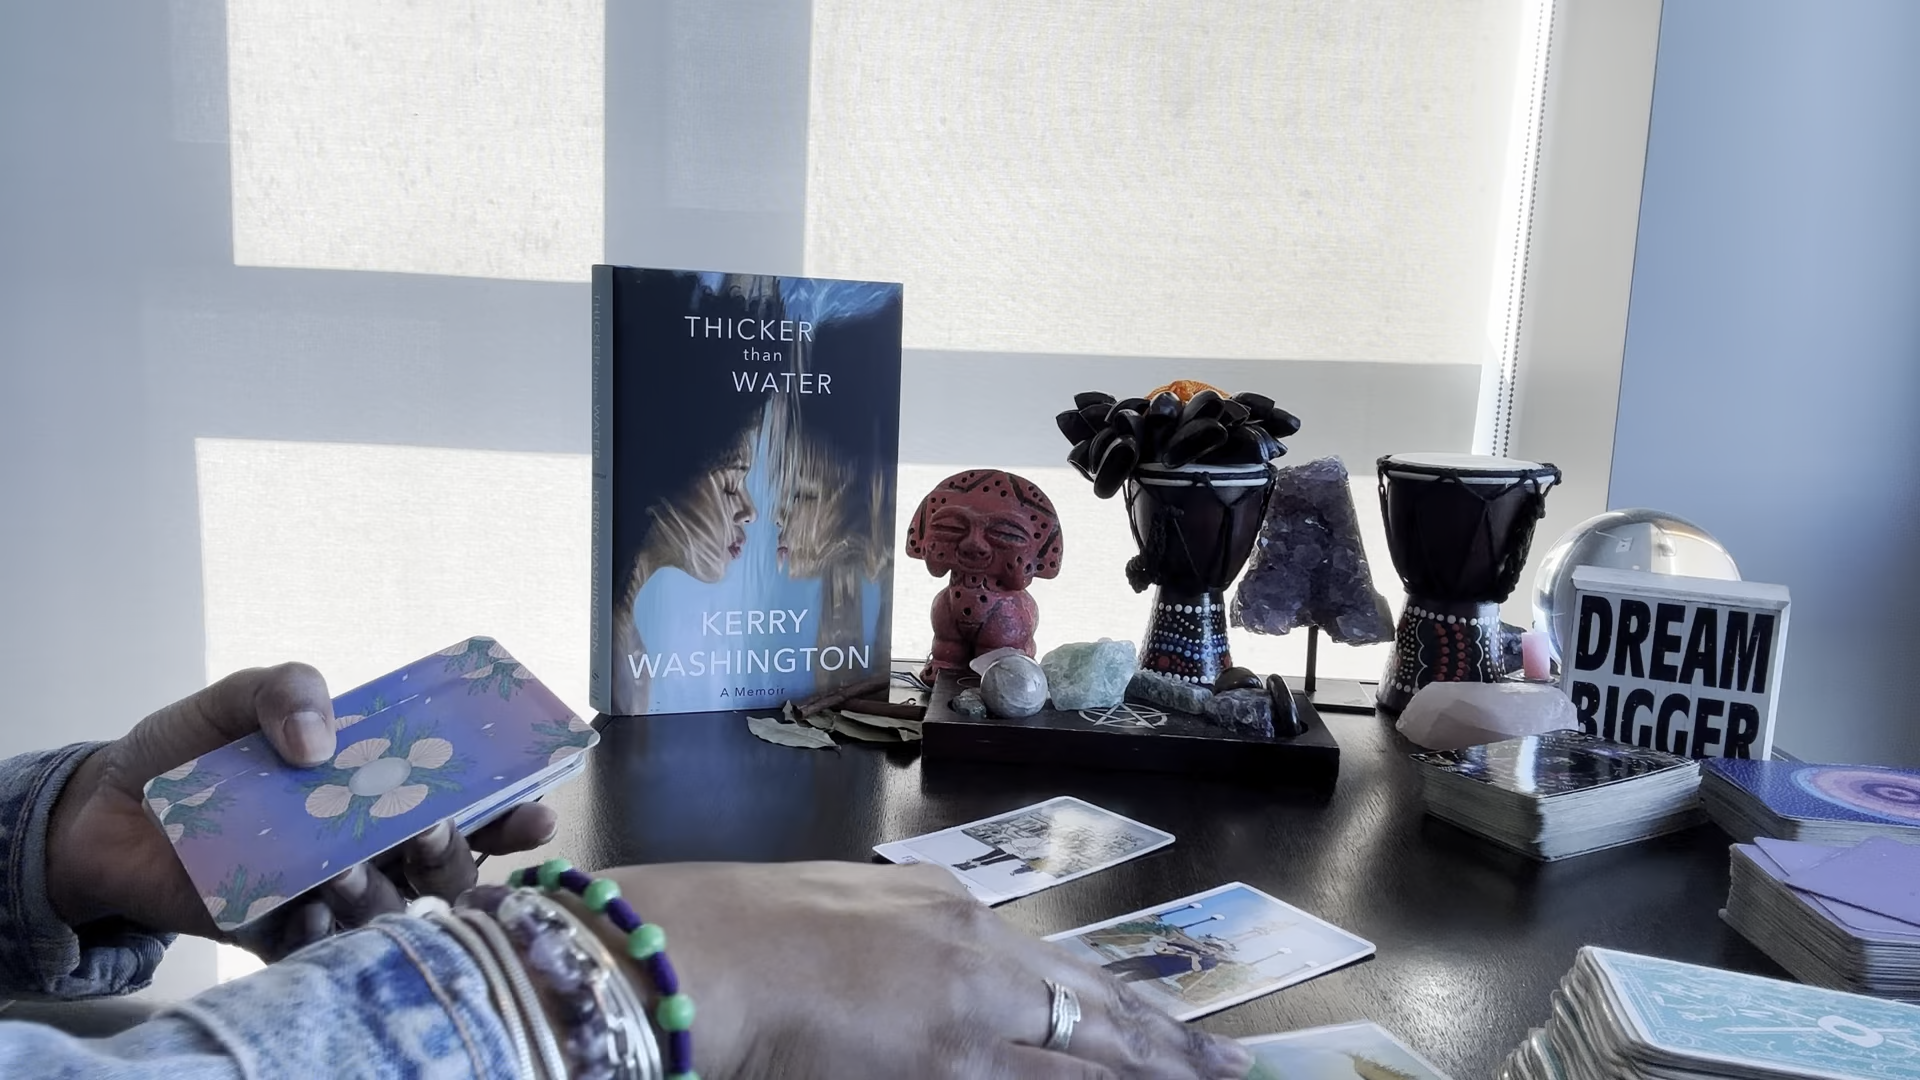 THICKER
than
WATER
KERRY
WASHINGTON
A Memoir
THICKER than WATER
KERRY WASHINGTON
DREAM
BIGGER